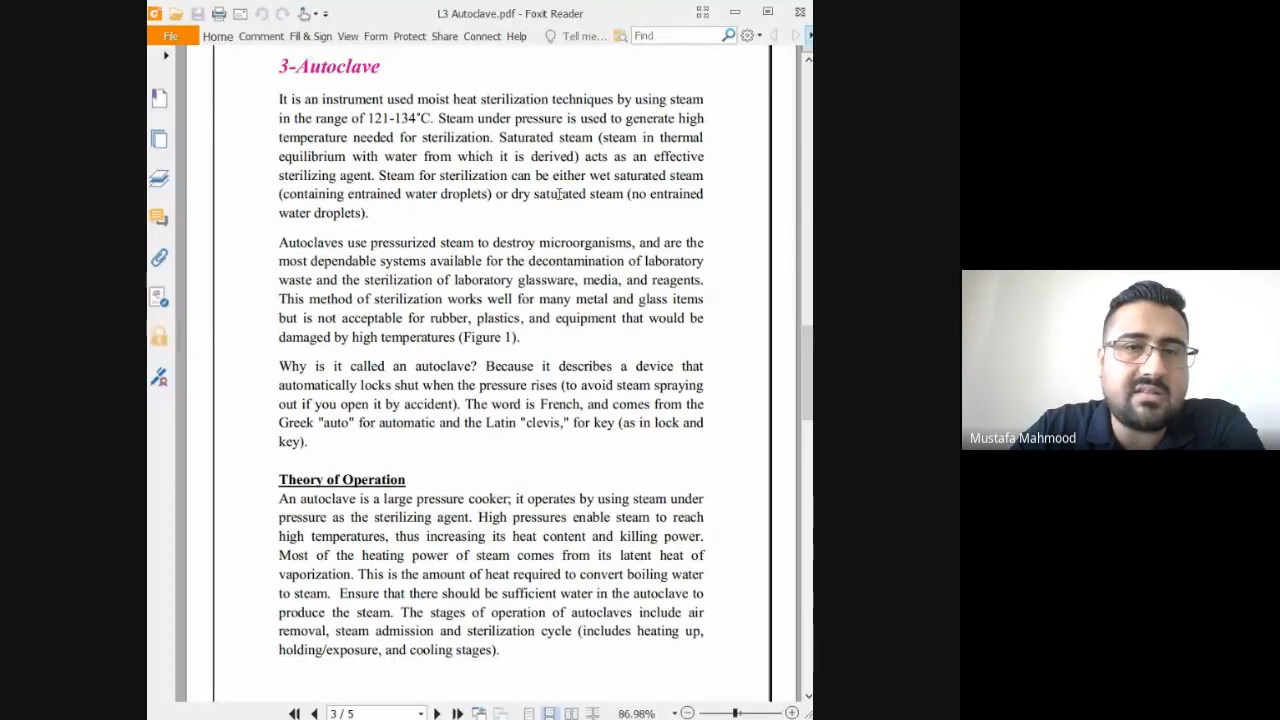 L3 Autoclave.pdf - Foxit Reader
File Home Comment Fill & Sign View Form Protect Share Connect Help Tell me... Find
3-Autoclave
It is an instrument used moist heat sterilization techniques by using steam
in the range of 121-134˚C. Steam under pressure is used to generate high
temperature needed for sterilization. Saturated steam (steam in thermal
equilibrium with water from which it is derived) acts as an effective
sterilizing agent. Steam for sterilization can be either wet saturated steam
(containing entrained water droplets) or dry saturated steam (no entrained
water droplets).
Autoclaves use pressurized steam to destroy microorganisms, and are the
most dependable systems available for the decontamination of laboratory
waste and the sterilization of laboratory glassware, media, and reagents.
This method of sterilization works well for many metal and glass items
but is not acceptable for rubber, plastics, and equipment that would be
damaged by high temperatures (Figure 1).
Why is it called an autoclave? Because it describes a device that
automatically locks shut when the pressure rises (to avoid steam spraying
out if you open it by accident). The word is French, and comes from the
Greek "auto" for automatic and the Latin "clevis," for key (as in lock and
key).
Theory of Operation
An autoclave is a large pressure cooker; it operates by using steam under
pressure as the sterilizing agent. High pressures enable steam to reach
high temperatures, thus increasing its heat content and killing power.
Most of the heating power of steam comes from its latent heat of
vaporization. This is the amount of heat required to convert boiling water
to steam. Ensure that there should be sufficient water in the autoclave to
produce the steam. The stages of operation of autoclaves include air
removal, steam admission and sterilization cycle (includes heating up,
holding/exposure, and cooling stages).
3 / 5 86.98%
Mustafa Mahmood